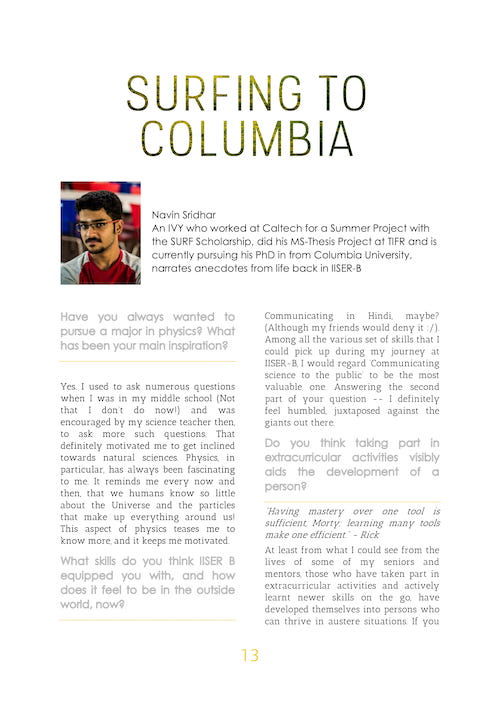 SURFING TO
COLUMBIA
Navin Sridhar
An IVY who worked at Caltech for a Summer Project with
the SURF Scholarship, did his MS-Thesis Project at TIFR and is
currently pursuing his PhD in from Columbia University,
narrates anecdotes from life back in IISER-B
Have you always wanted to
pursue a major in physics? What
has been your main inspiration?
Yes. I used to ask numerous questions
when I was in my middle school (Not
that I don't do now!) and was
encouraged by my science teacher then,
to ask more such questions. That
definitely motivated me to get inclined
towards natural sciences. Physics, in
particular, has always been fascinating
to me. It reminds me every now and
then, that we humans know so little
about the Universe and the particles
that make up everything around us!
This aspect of physics teases me to
know more, and it keeps me motivated.
What skills do you think IISER B
equipped you with, and how
does it feel to be in the outside
world, now?
Communicating in Hindi, maybe?
(Although my friends would deny it :/).
Among all the various set of skills that I
could pick up during my journey at
IISER-B, I would regard 'Communicating
science to the public' to be the most
valuable one. Answering the second
part of your question -- I definitely
feel humbled, juxtaposed against the
giants out there.
Do you think taking part in
extracurricular activities visibly
aids the development of a
person?
"Having mastery over one tool is
sufficient, Morty; learning many tools
make one efficient." - Rick
At least from what I could see from the
lives of some of my seniors and
mentors, those who have taken part in
extracurricular activities and actively
learnt newer skills on the go, have
developed themselves into persons who
can thrive in austere situations. If you
13